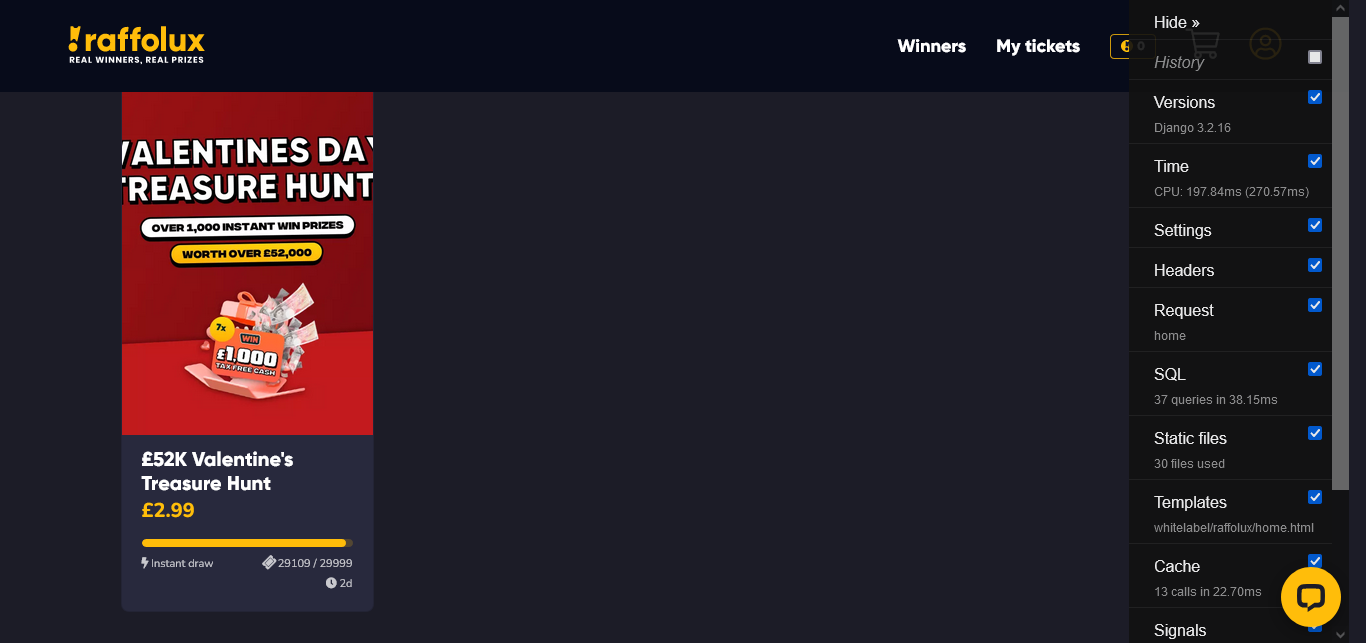 raffolux
REAL WINNERS, REAL PRIZES
Winners
My tickets
0
VALENTINES DAY
TREASURE HUNT
OVER 1,000 INSTANT WIN PRIZES
WORTH OVER £52,000
7x
WIN
£1,000
TAX FREE CASH
£52K Valentine's
Treasure Hunt
£2.99
Instant draw
29109 / 29999
2d
Hide »
History
Versions
Django 3.2.16
Time
CPU: 197.84ms (270.57ms)
Settings
Headers
Request
home
SQL
37 queries in 38.15ms
Static files
30 files used
Templates
whitelabel/raffolux/home.html
Cache
13 calls in 22.70ms
Signals